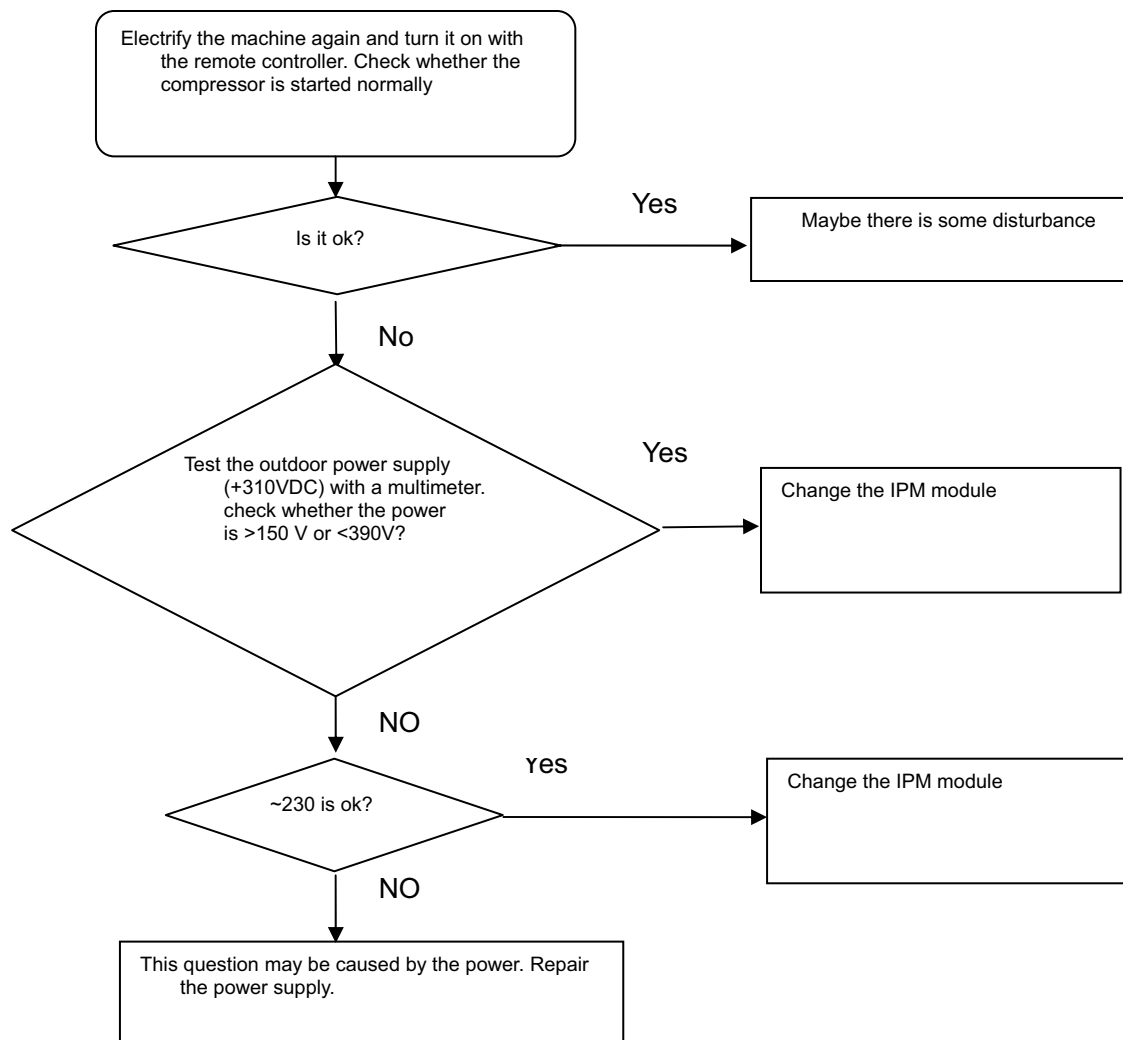 Electrify the machine again and turn it on with
the remote controller. Check whether the
compressor is started normally
Is it ok?
Yes
Maybe there is some disturbance
No
Test the outdoor power supply
(+310VDC) with a multimeter.
check whether the power
is >150 V or <390V?
Yes
Change the IPM module
NO
~230 is ok?
Yes
Change the IPM module
NO
This question may be caused by the power. Repair
the power supply.